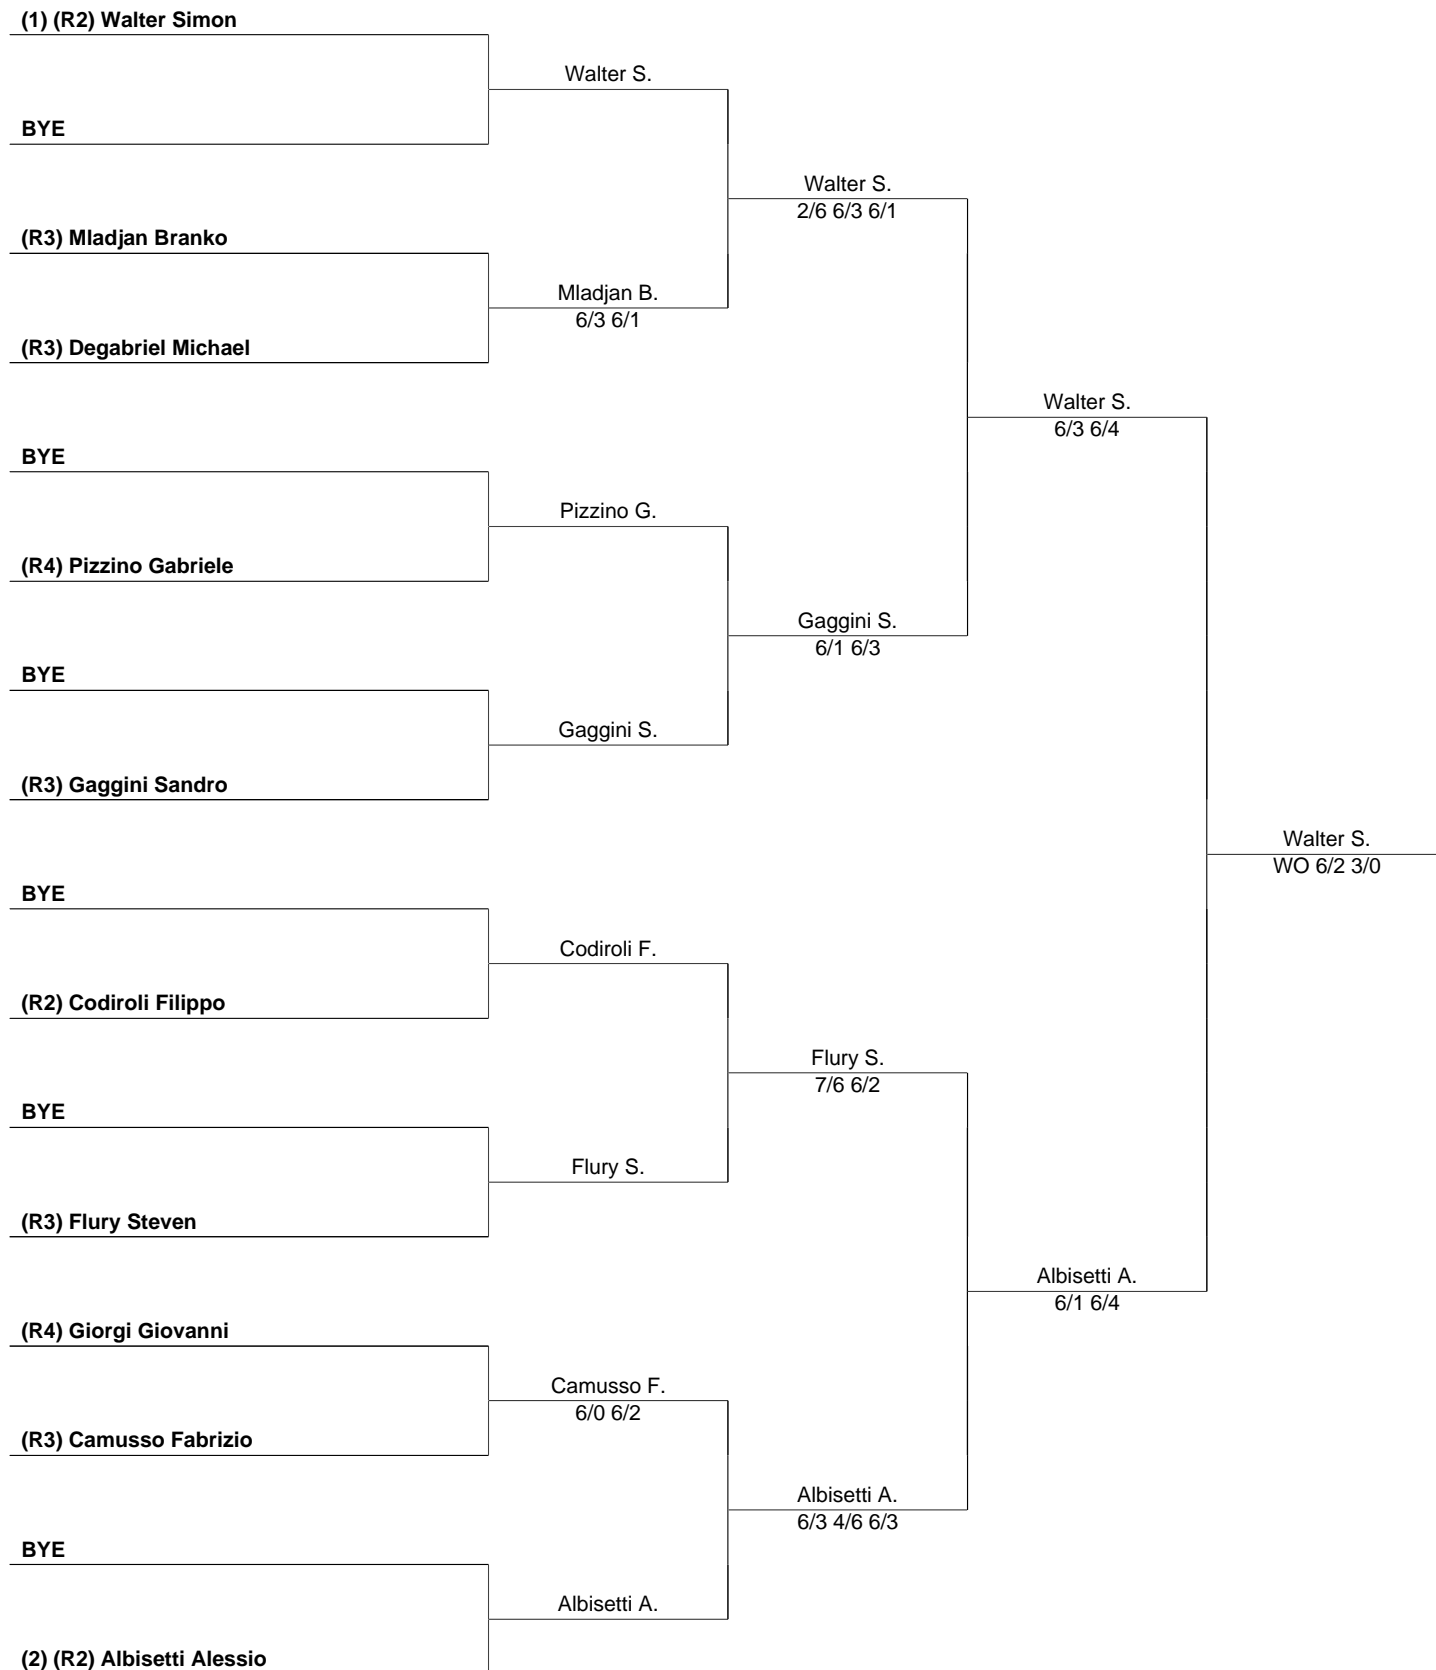 (1) (R2) Walter Simon
Walter S.
BYE
Walter S.
2/6 6/3 6/1
(R3) Mladjan Branko
Mladjan B.
6/3 6/1
(R3) Degabriel Michael
Walter S.
6/3 6/4
BYE
Pizzino G.
(R4) Pizzino Gabriele
Gaggini S.
6/1 6/3
BYE
Gaggini S.
(R3) Gaggini Sandro
Walter S.
WO 6/2 3/0
BYE
Codiroli F.
(R2) Codiroli Filippo
Flury S.
7/6 6/2
BYE
Flury S.
(R3) Flury Steven
Albisetti A.
6/1 6/4
(R4) Giorgi Giovanni
Camusso F.
6/0 6/2
(R3) Camusso Fabrizio
Albisetti A.
6/3 4/6 6/3
BYE
Albisetti A.
(2) (R2) Albisetti Alessio